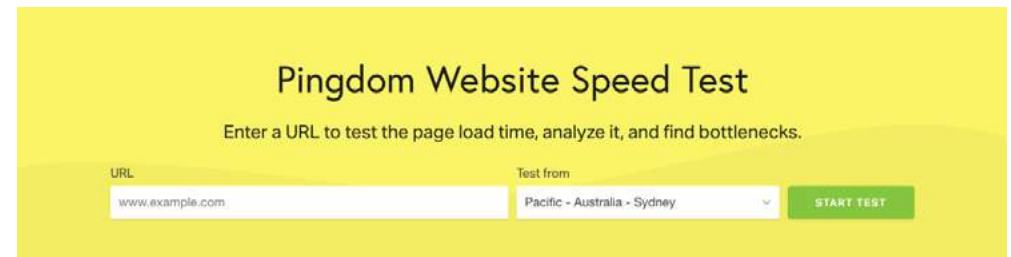 Pingdom Website Speed Test
Enter a URL to test the page load time, analyze it, and find bottlenecks.
URL
Test from
www.example.com
Pacific - Australia - Sydney
START TEST